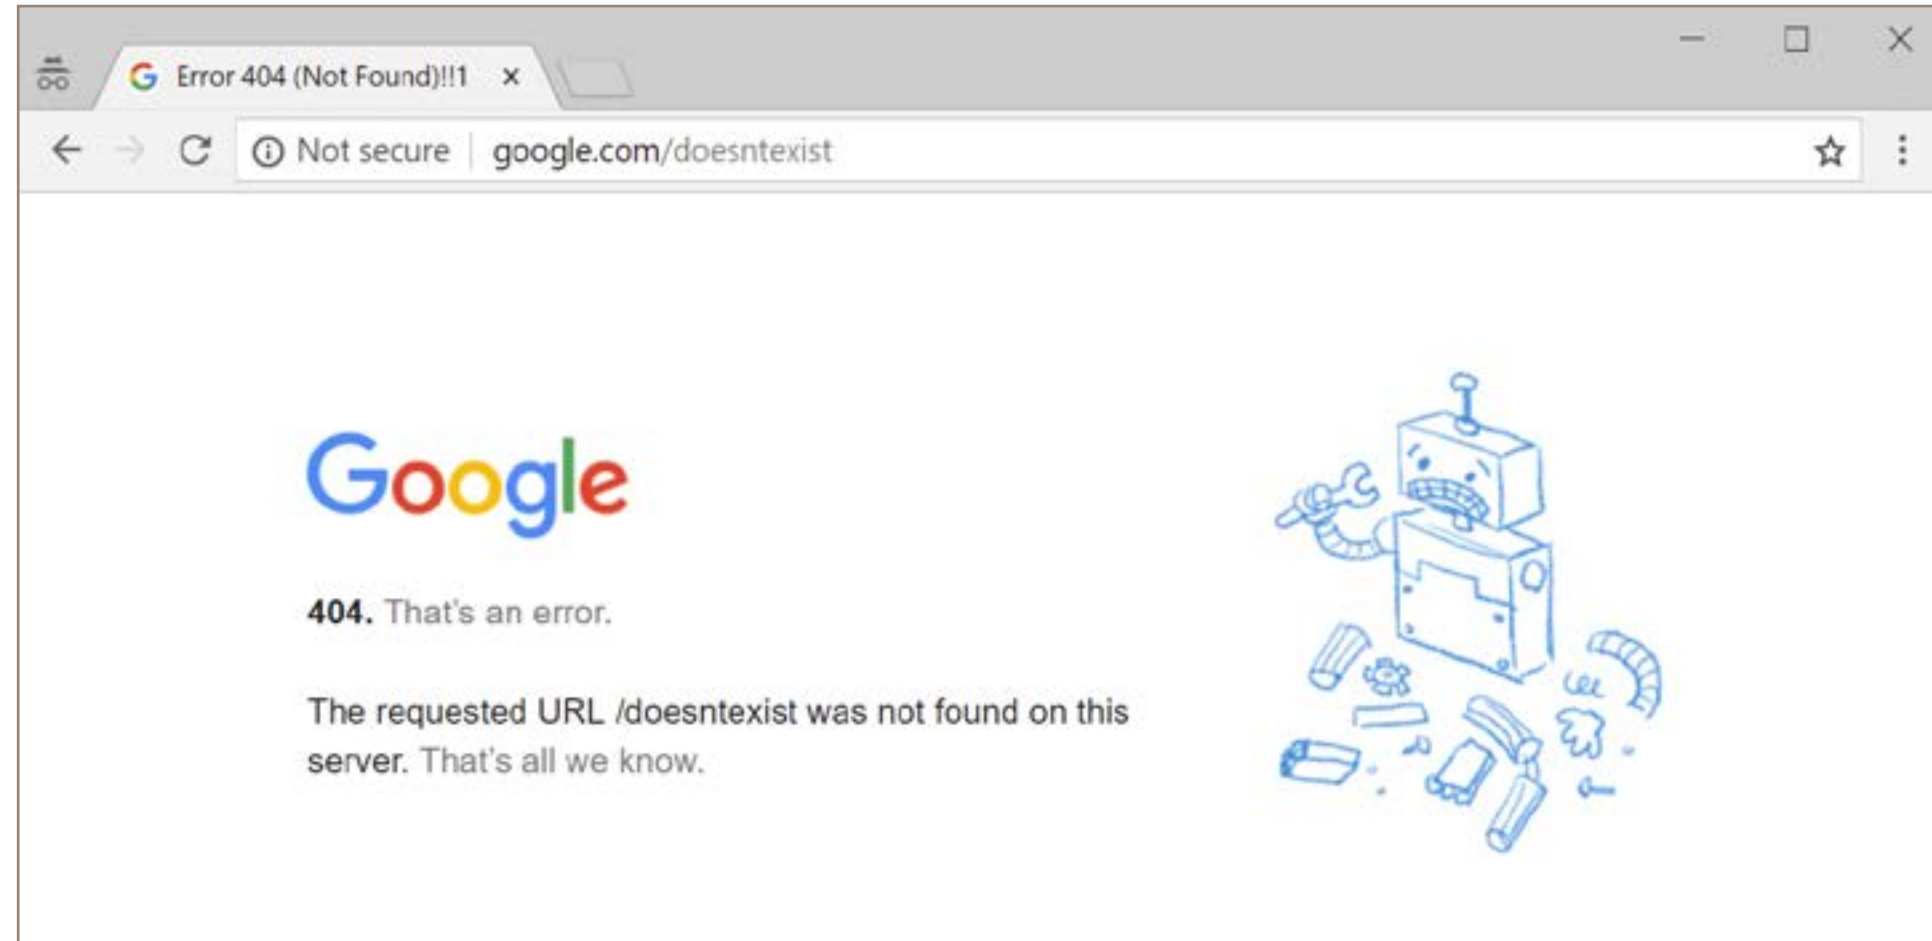 Error 404 (Not Found)!!1
Not secure google.com/doesntexist
Google
404. That's an error.
The requested URL /doesntexist was not found on this
server. That's all we know.